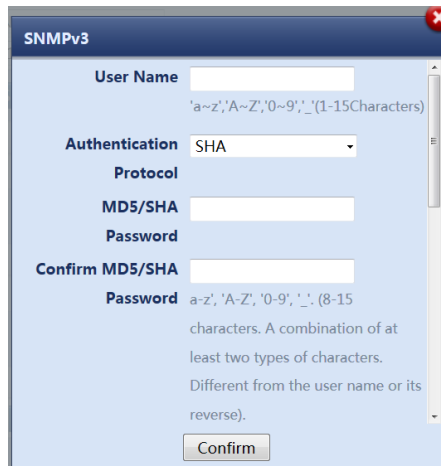 SNMPv3
User Name
'a~z','A~Z','0~9','_'(1-15Characters)
Authentication SHA
Protocol
MD5/SHA
Password
Confirm MD5/SHA
Password a-z', 'A-Z', '0-9', '_'. (8-15
characters. A combination of at
least two types of characters.
Different from the user name or its
reverse).
Confirm